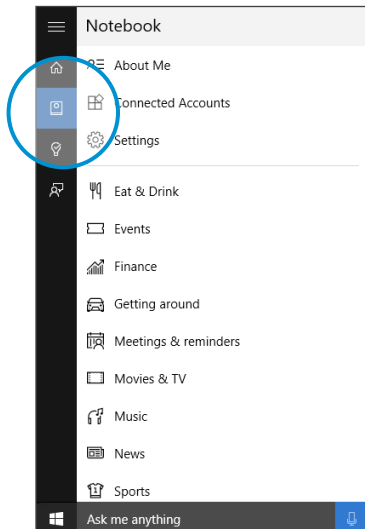 Notebook
About Me
Connected Accounts
Settings
Eat & Drink
Events
Finance
Getting around
Meetings & reminders
Movies & TV
Music
News
Sports
Ask me anything